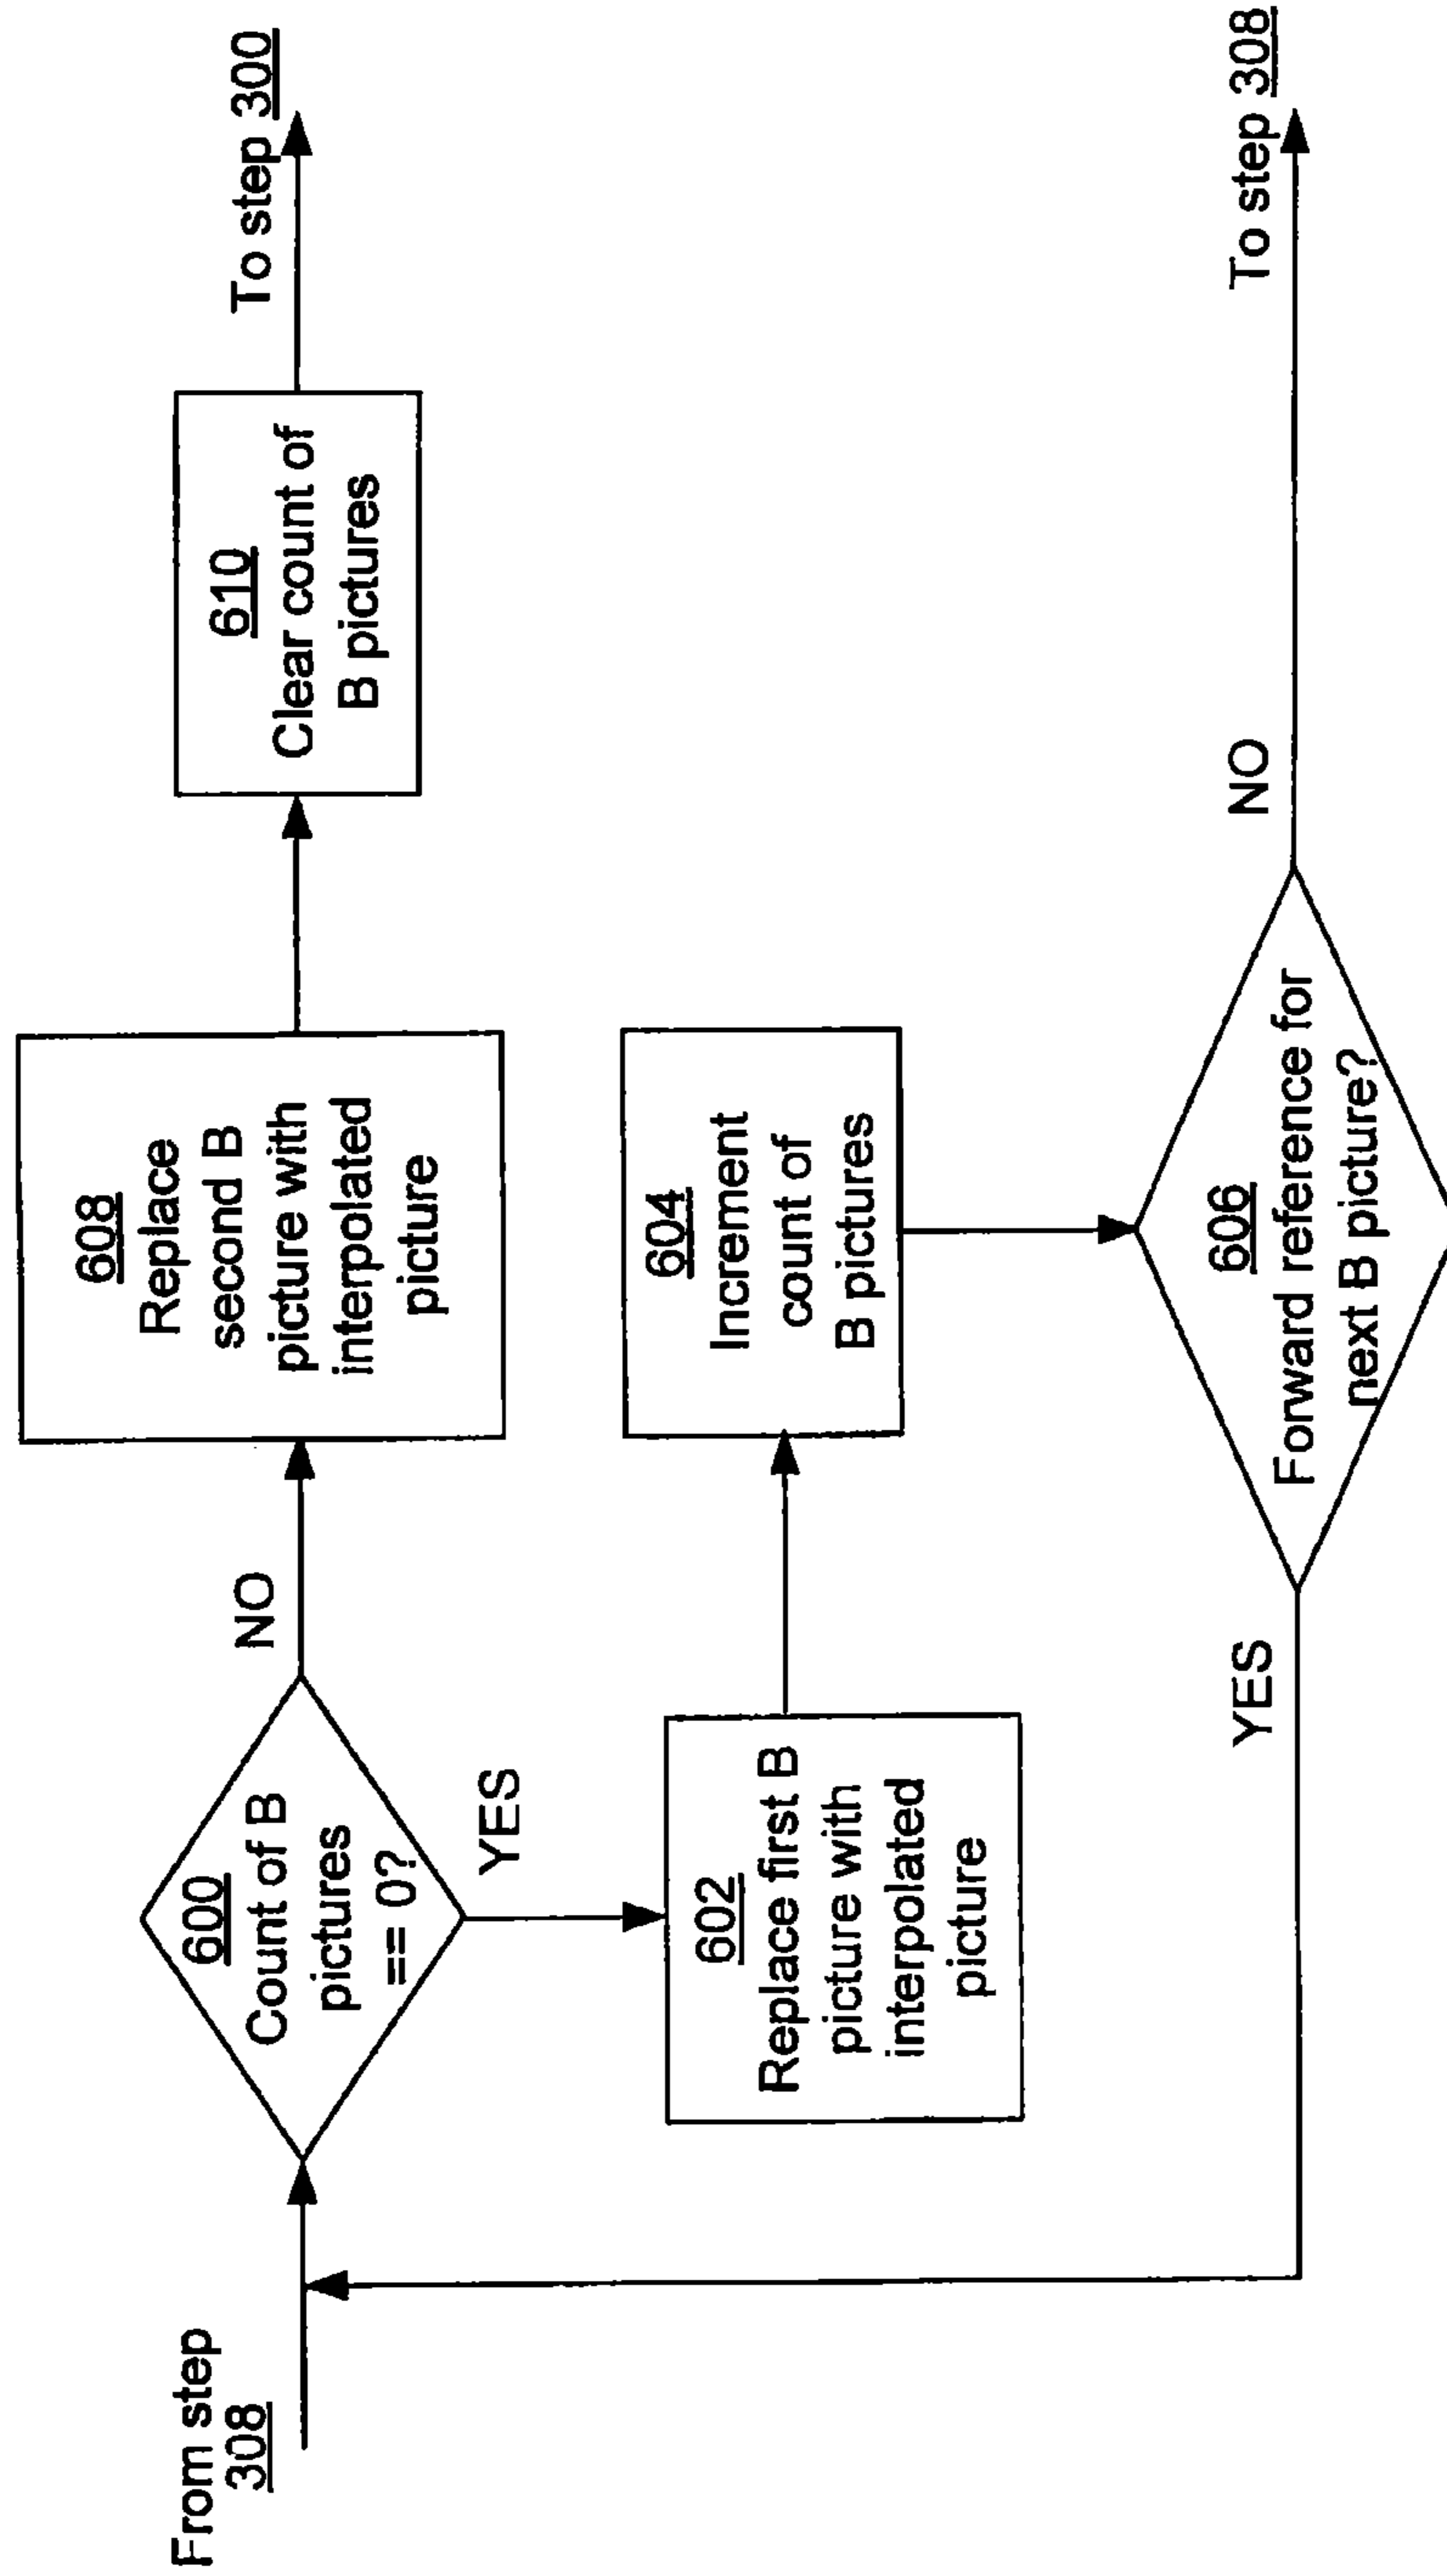 From step
308
600
Count of B
pictures
== 0?
NO
608
Replace
second B
picture with
interpolated
picture
610
Clear count of
B pictures
To step 300
YES
602
Replace first B
picture with
interpolated
picture
604
Increment
count of
B pictures
606
Forward reference for
next B picture?
YES
NO
To step 308